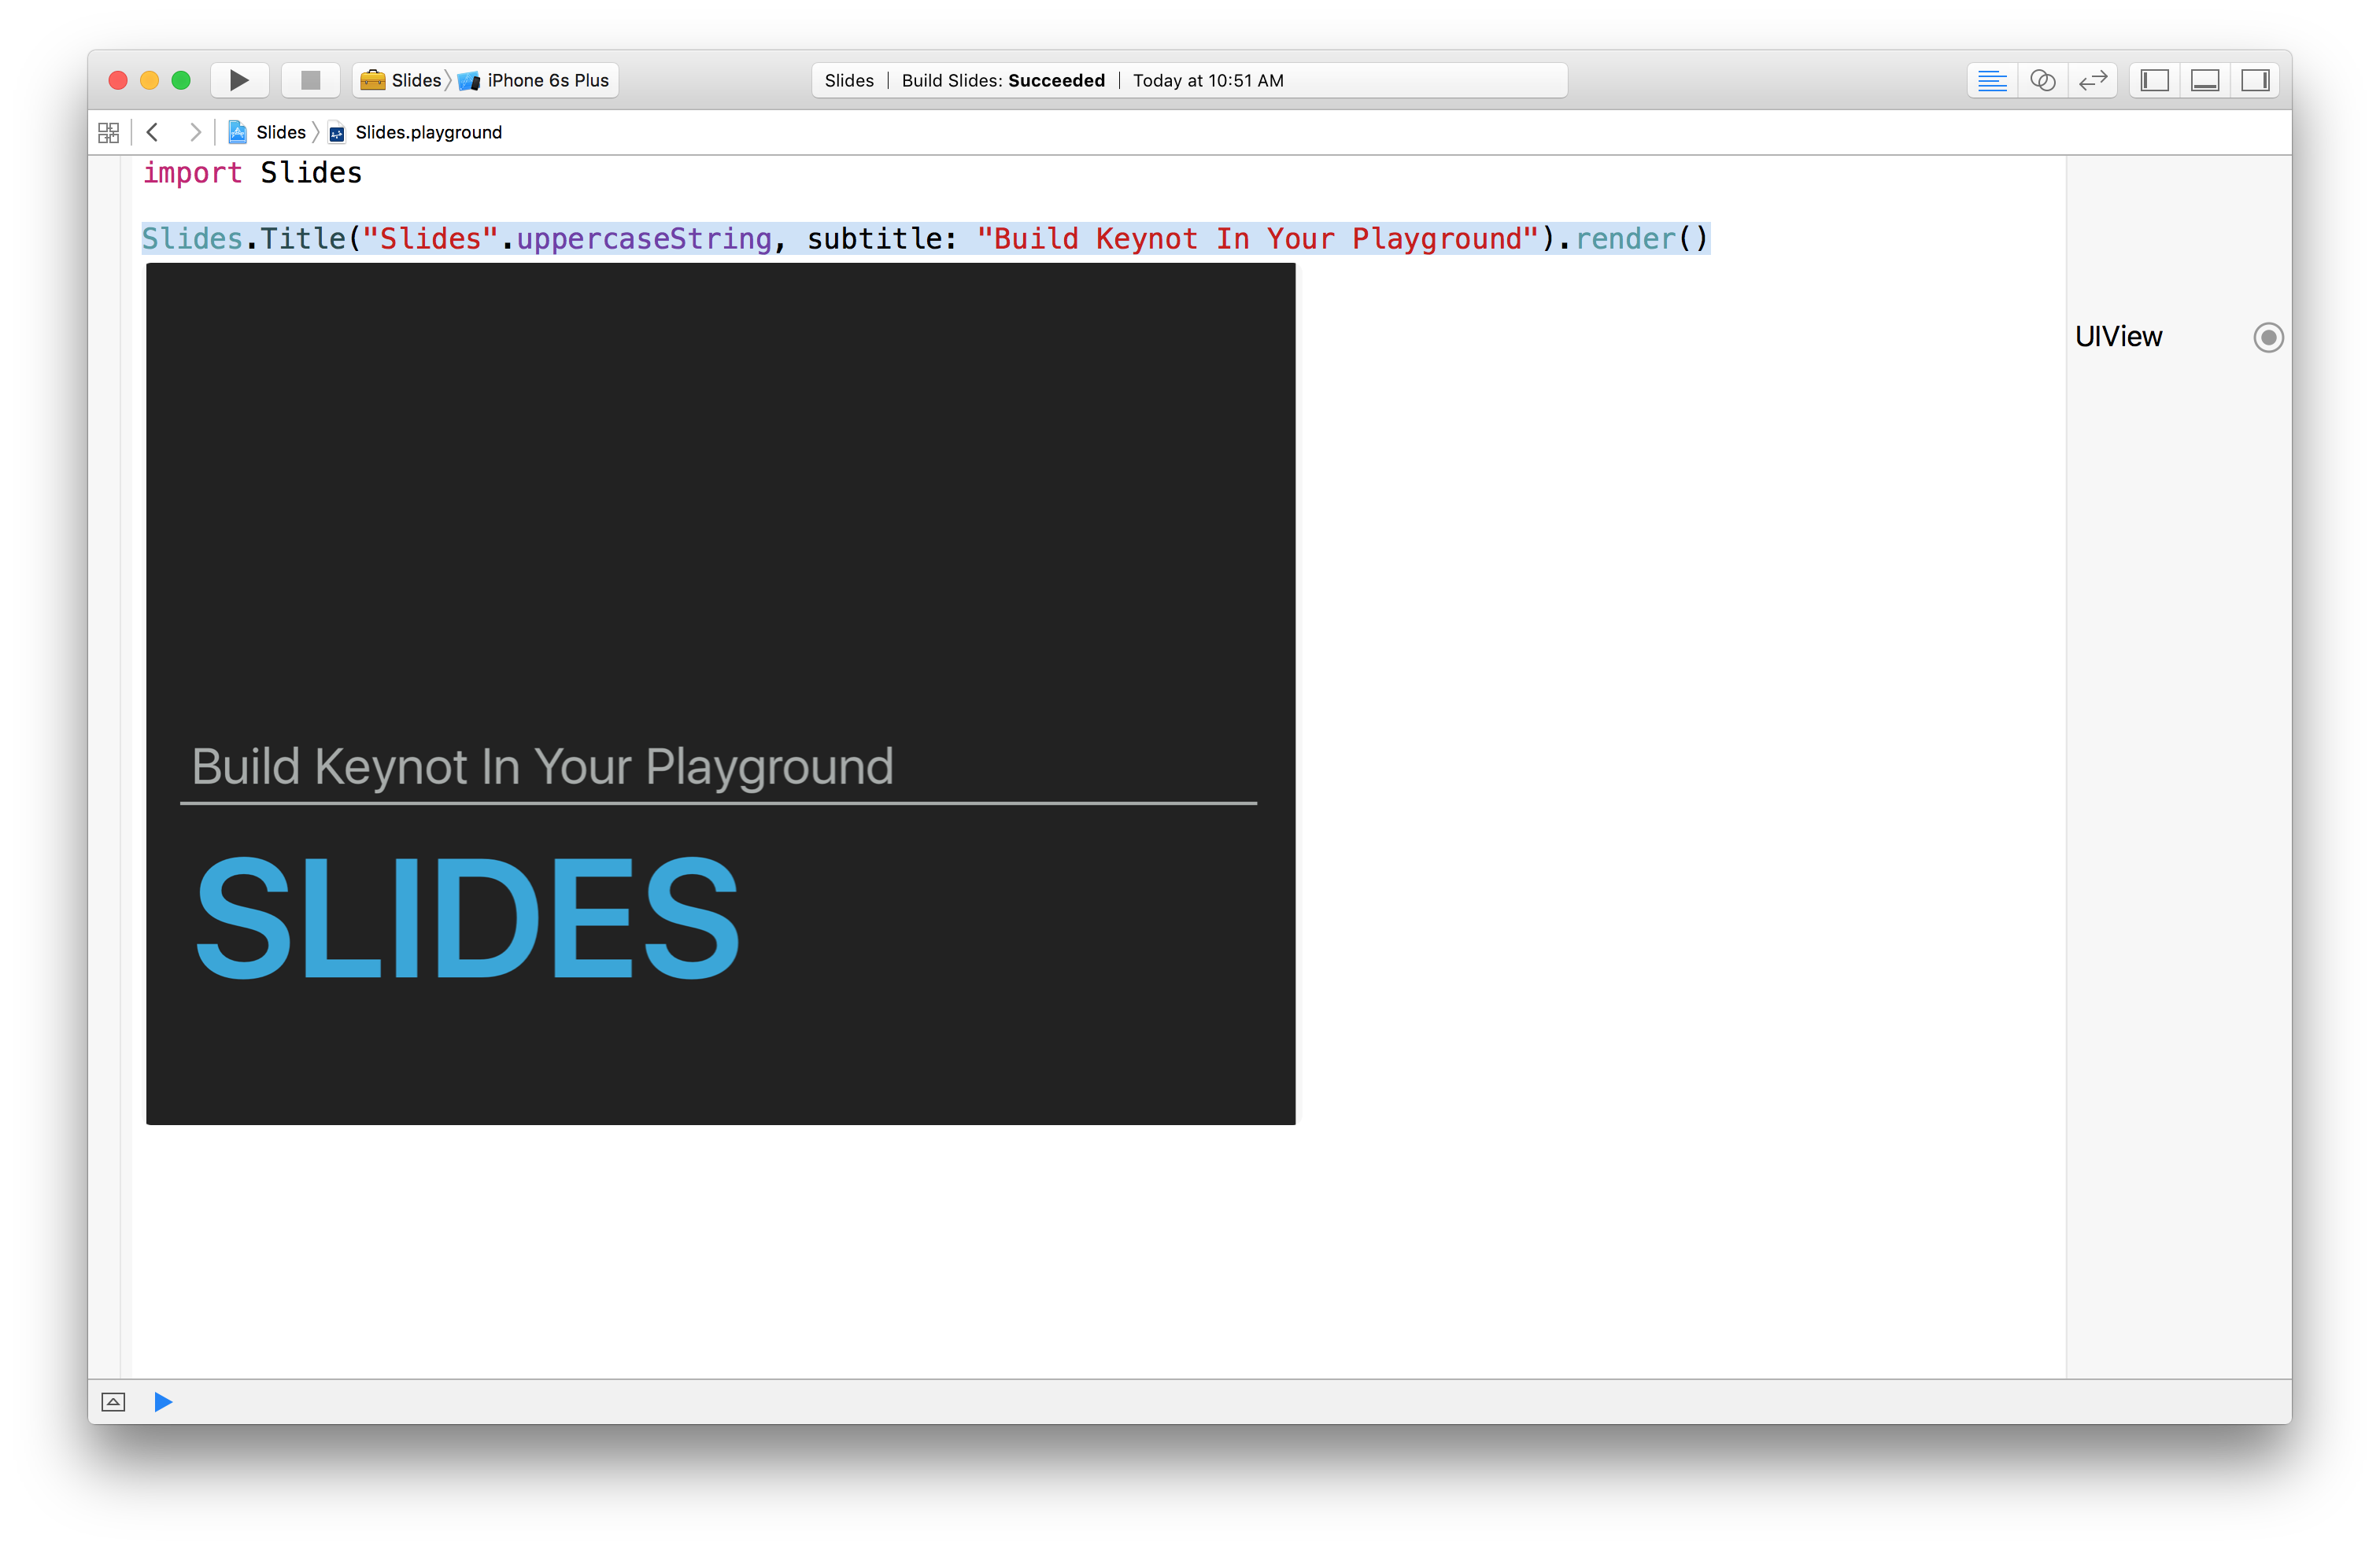 Slides 〉 iPhone 6s Plus
Slides | Build Slides: Succeeded | Today at 10:51 AM
Slides 〉 Slides.playground
import Slides
Slides.Title("Slides".uppercaseString, subtitle: "Build Keynot In Your Playground").render()
UIView
Build Keynot In Your Playground
SLIDES